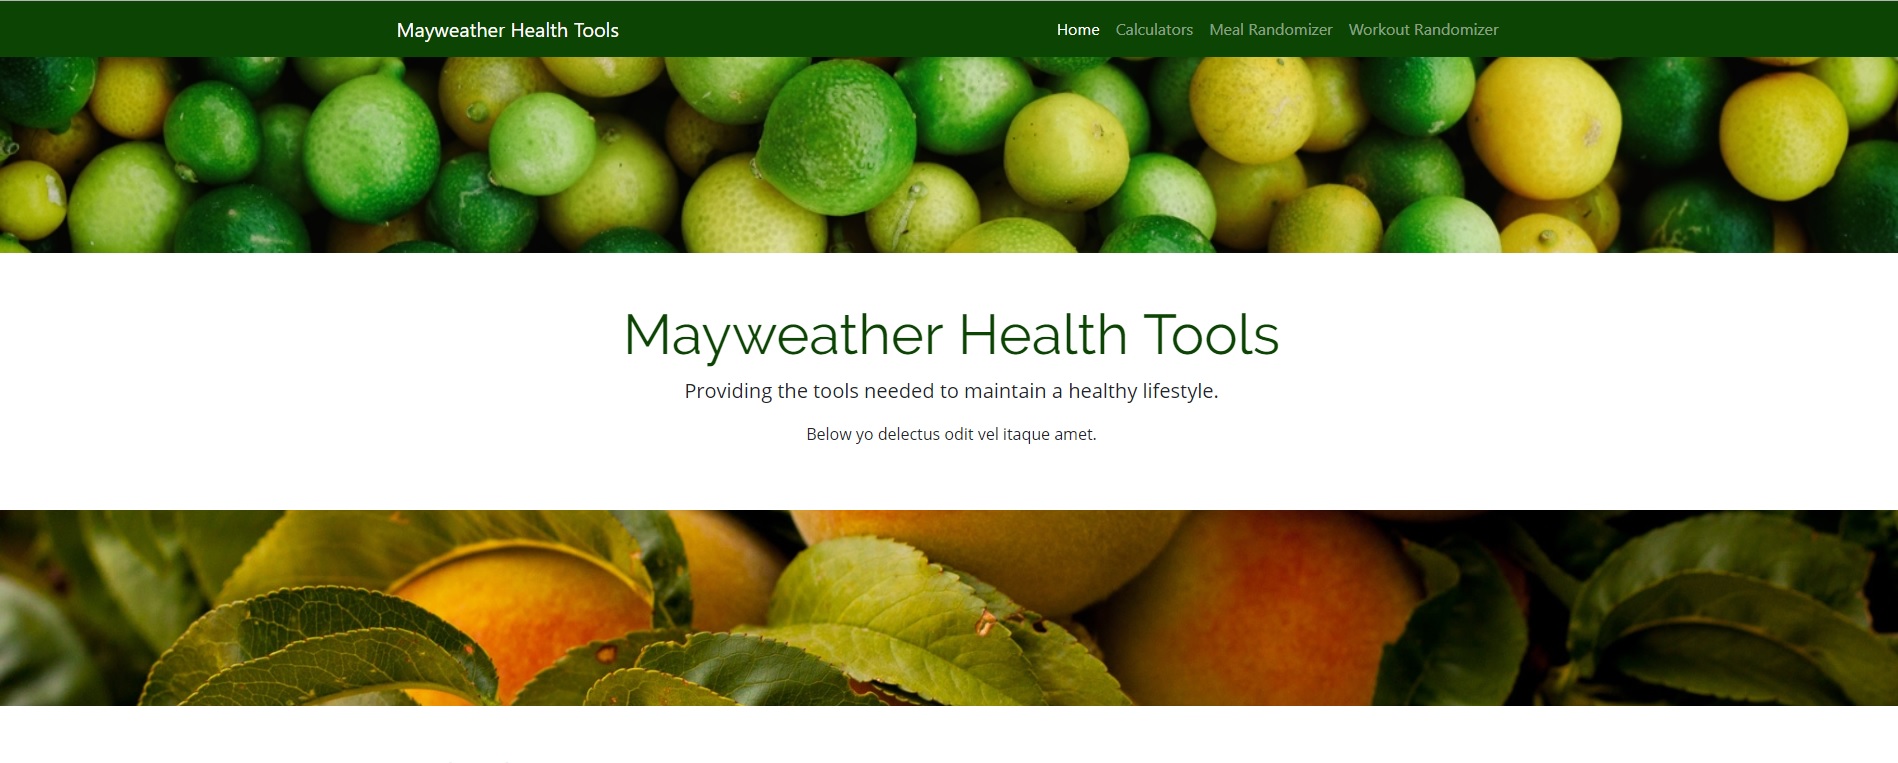 Mayweather Health Tools
Home Calculators Meal Randomizer Workout Randomizer
Mayweather Health Tools
Providing the tools needed to maintain a healthy lifestyle.
Below yo delectus odit vel itaque amet.